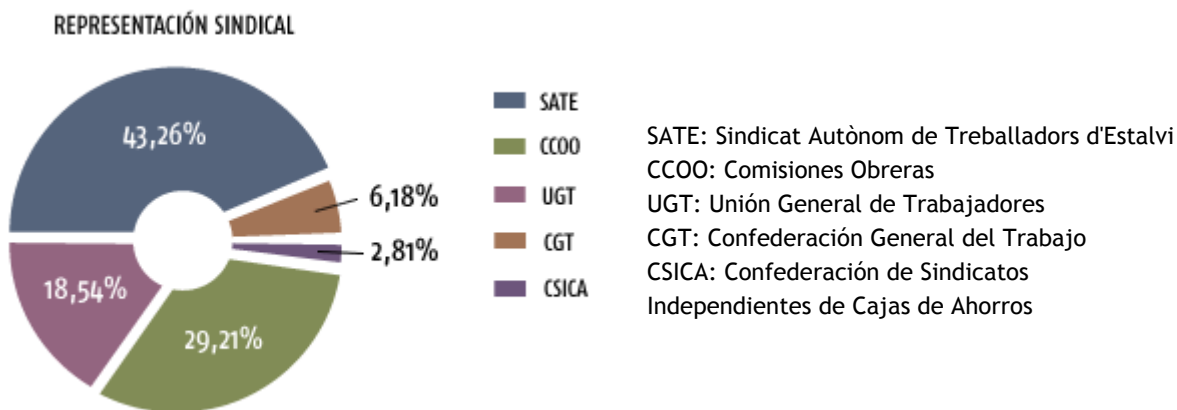 REPRESENTACIÓN SINDICAL
43,26%
6,18%
2,81%
18,54%
29,21%
SATE
CCOO
UGT
CGT
CSICA
SATE: Sindicat Autònom de Treballadors d'Estalvi
CCOO: Comisiones Obreras
UGT: Unión General de Trabajadores
CGT: Confederación General del Trabajo
CSICA: Confederación de Sindicatos
Independientes de Cajas de Ahorros